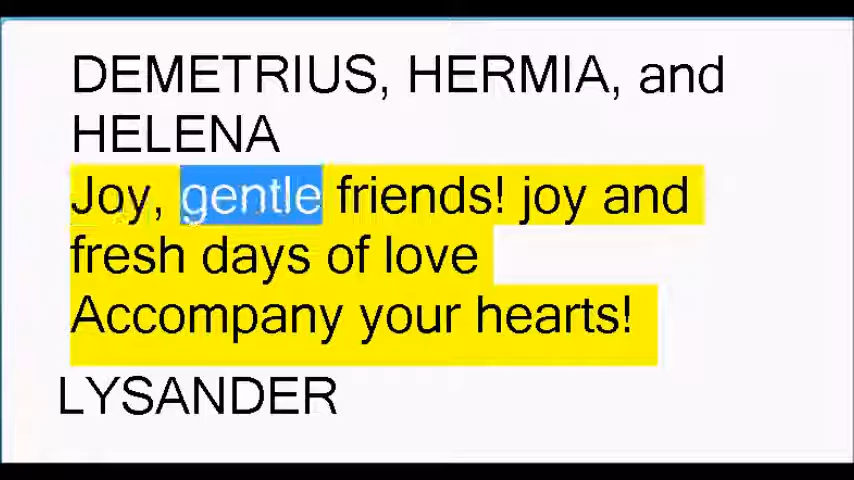 DEMETRIUS, HERMIA, and
HELENA
Joy, gentle friends! joy and
fresh days of love
Accompany your hearts!
LYSANDER